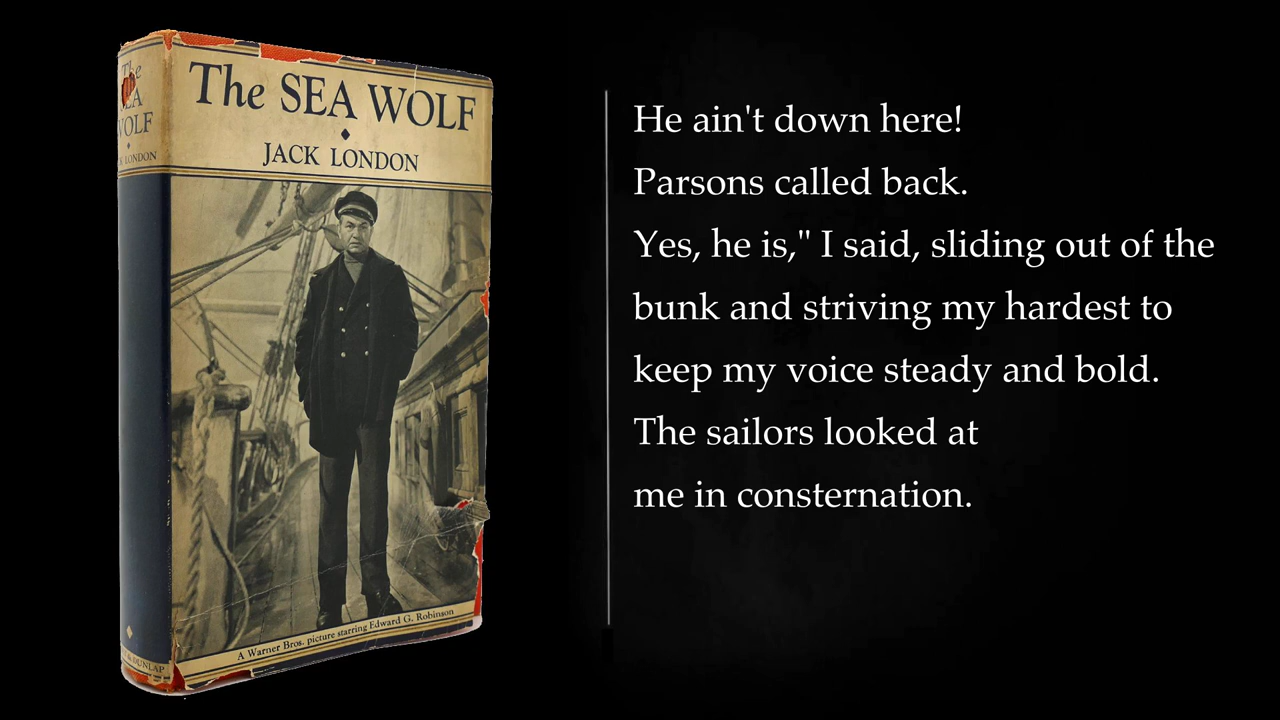 The
SEA
WOLF
LONDON
DUNLAP
The SEA WOLF
JACK LONDON
A Warner Bros. picture starring Edward G. Robinson
He ain't down here!
Parsons called back.
Yes, he is," I said, sliding out of the
bunk and striving my hardest to
keep my voice steady and bold.
The sailors looked at
me in consternation.